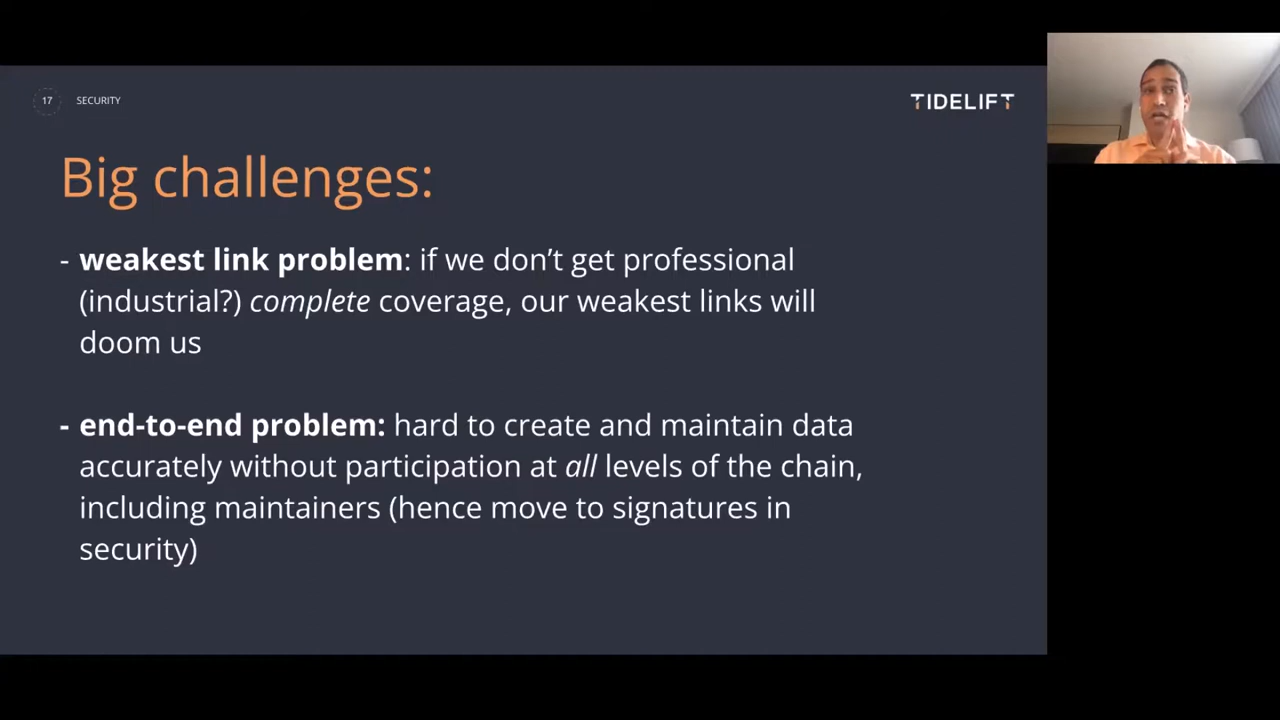 17 SECURITY
TIDELIFT
Big challenges:
- weakest link problem: if we don’t get professional
(industrial?) complete coverage, our weakest links will
doom us
- end-to-end problem: hard to create and maintain data
accurately without participation at all levels of the chain,
including maintainers (hence move to signatures in
security)